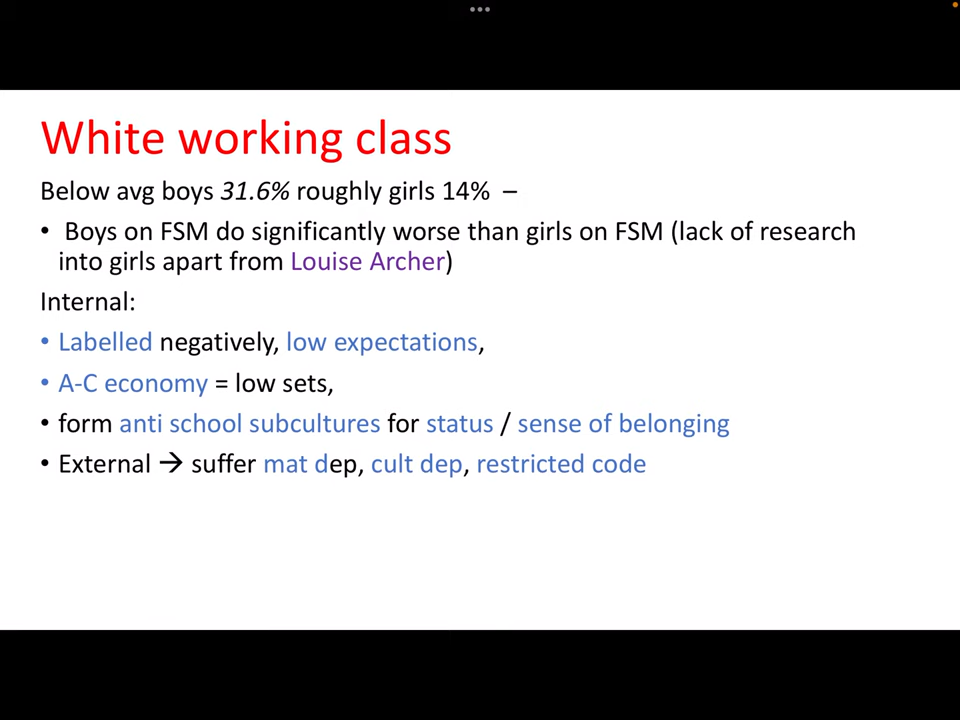 White working class
Below avg boys 31.6% roughly girls 14% –
• Boys on FSM do significantly worse than girls on FSM (lack of research
into girls apart from Louise Archer)
Internal:
• Labelled negatively, low expectations,
• A-C economy = low sets,
• form anti school subcultures for status / sense of belonging
• External → suffer mat dep, cult dep, restricted code